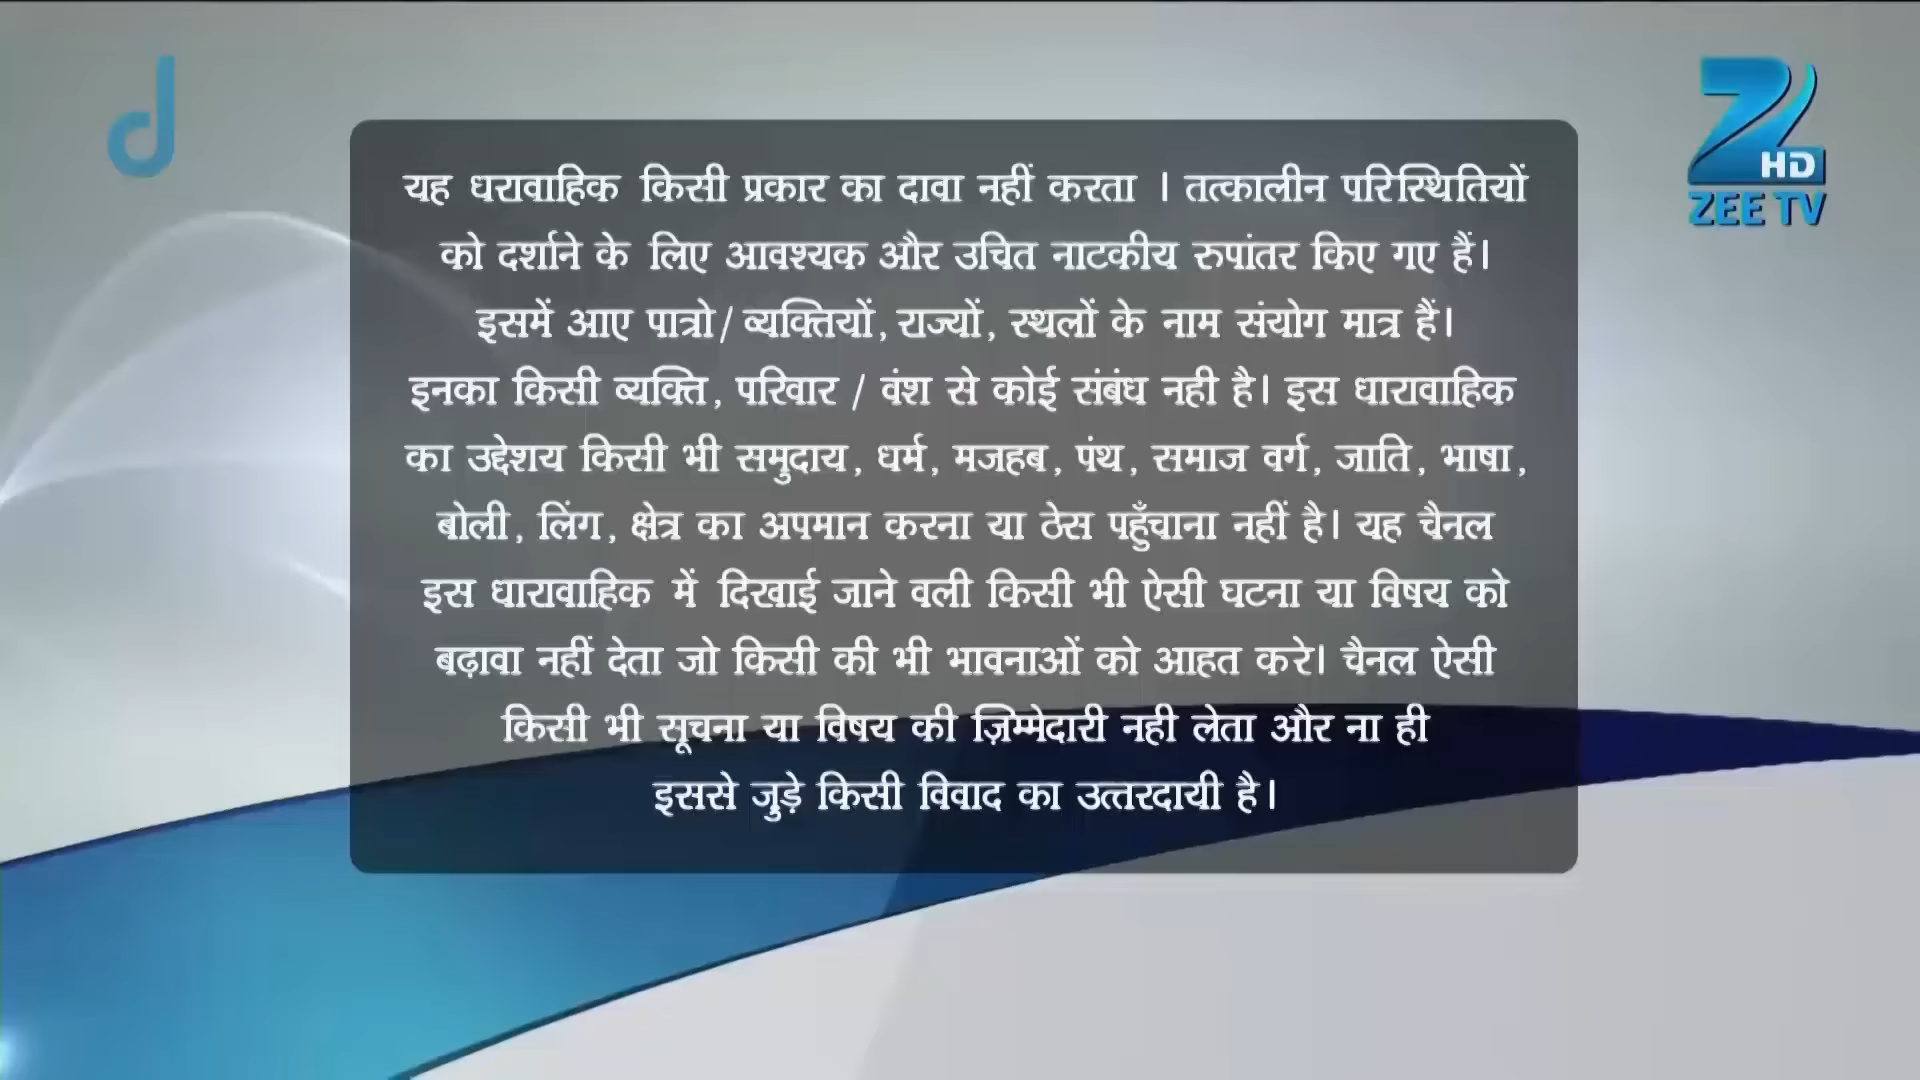 यह धरावाहिक किसी प्रकार का दावा नहीं करता । तत्कालीन परिस्थितियों
को दर्शाने के लिए आवश्यक और उचित नाटकीय रुपांतर किए गए हैं।
इसमें आए पात्रो/ व्यक्तियों, राज्यों, स्थलों के नाम संयोग मात्र हैं।
इनका किसी व्यक्ति, परिवार / वंश से कोई संबंध नही है। इस धारावाहिक
का उद्देशय किसी भी समुदाय, धर्म, मजहब, पंथ, समाज वर्ग, जाति, भाषा,
बोली, लिंग, क्षेत्र का अपमान करना या ठेस पहुँचाना नहीं है। यह चैनल
इस धारावाहिक में दिखाई जाने वली किसी भी ऐसी घटना या विषय को
बढ़ावा नहीं देता जो किसी की भी भावनाओं को आहत करे। चैनल ऐसी
किसी भी सूचना या विषय की ज़िम्मेदारी नही लेता और ना ही
इससे जुड़े किसी विवाद का उत्तरदायी है।
d
Z HD
ZEE TV